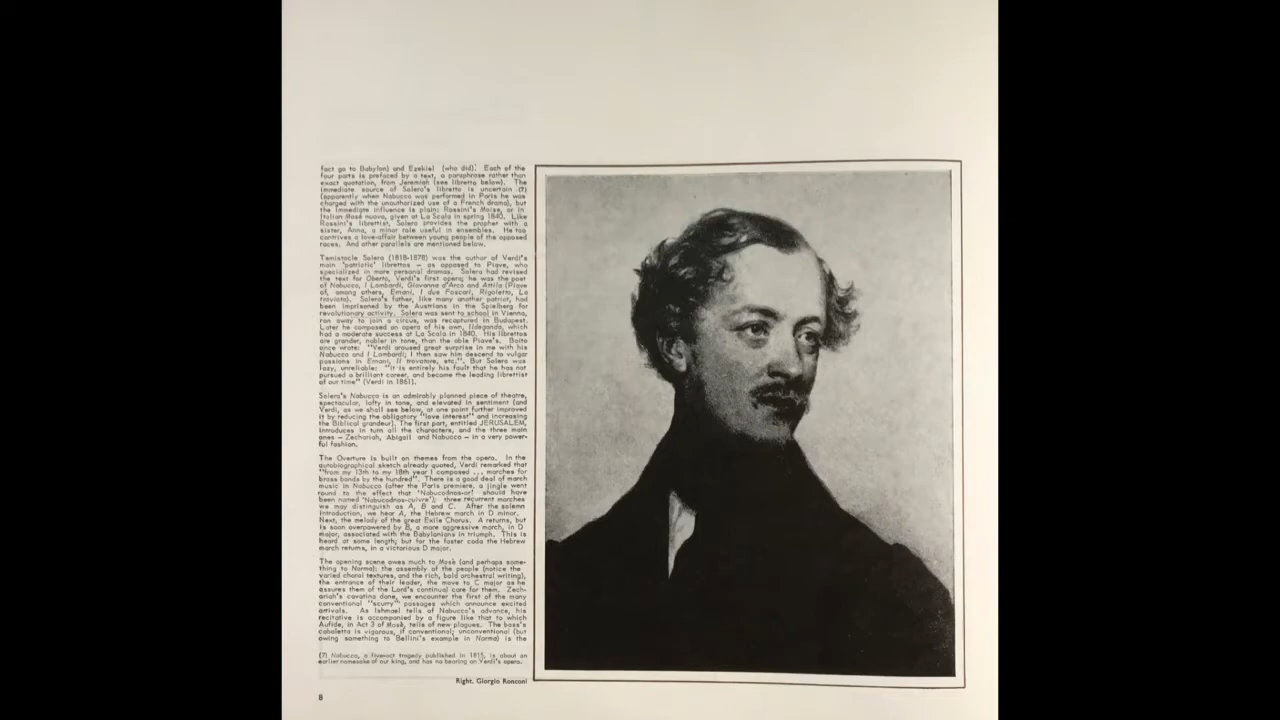 fact go to Babylon) and Ezekiel (who did). Each of the
four parts is prefaced by a text, a paraphrase rather than
exact quotation, from Jeremiah (see libretto below). The
immediate source of Solera's libretto is uncertain (7)
(apparently when Nabucco was performed in Paris he was
charged with the unauthorized use of a French drama), but
the immediate influence is plain: Rossini's Moïse, or in
Italian Mosè nuovo, given at La Scala in spring 1840. Like
Rossini's librettist, Solera provides the prophet with a
sister, Anna, a minor role useful in ensembles. He too
contrives a love-affair between young people of the opposed
races. And other parallels are mentioned below.
Temistocle Solera (1818-1878) was the author of Verdi's
main 'patriotic' librettos – as opposed to Piave, who
specialized in more personal dramas. Solera had revised
the text for Oberto, Verdi's first opera; he was the poet
of Nabucco, I Lombardi, Giovanna d'Arco and Attila (Piave
of, among others, Ernani, I due Foscari, Rigoletto, La
traviata). Solera's father, like many another patriot, had
been imprisoned by the Austrians in the Spielberg for
revolutionary activity. Solera was sent to school in Vienna,
ran away to join a circus, was recaptured in Budapest.
Later he composed an opera of his own, Ildegonda, which
had a moderate success at La Scala in 1840. His librettos
are grander, nobler in tone, than the able Piave's. Boito
once wrote: "Verdi aroused great surprise in me with his
Nabucco and I Lombardi; I then saw him descend to vulgar
passions in Ernani, Il trovatore, etc.". But Solera was
lazy, unreliable: "it is entirely his fault that he has not
pursued a brilliant career, and become the leading librettist
of our time" (Verdi in 1861).
Solera's Nabucco is an admirably planned piece of theatre,
spectacular, lofty in tone, and elevated in sentiment (and
Verdi, as we shall see below, at one point further improved
it by reducing the obligatory "love interest" and increasing
the Biblical grandeur). The first part, entitled JERUSALEM,
introduces in turn all the characters, and the three main
ones – Zechariah, Abigail and Nabucco – in a very power-
ful fashion.
The Overture is built on themes from the opera. In the
autobiographical sketch already quoted, Verdi remarked that
"from my 13th to my 18th year I composed ... marches for
brass bands by the hundred". There is a good deal of march
music in Nabucco (after the Paris premiere, a jingle went
round to the effect that 'Nabucodnos-or' should have
been named 'Nabucodnos-cuivre'); three recurrent marches
we may distinguish as A, B and C. After the solemn
introduction, we hear A, the Hebrew march in D minor.
Next, the melody of the great Exile Chorus. A returns, but
is soon overpowered by B, a more aggressive march, in D
major, associated with the Babylonians in triumph. This is
heard at some length; but for the faster coda the Hebrew
march returns, in a victorious D major.
The opening scene owes much to Mosè (and perhaps some-
thing to Norma): the assembly of the people (notice the
varied choral textures, and the rich, bold orchestral writing),
the entrance of their leader, the move to C major as he
assures them of the Lord's continual care for them. Zech-
ariah's cavatina done, we encounter the first of the many
conventional "scurry" passages which announce excited
arrivals. As Ishmael tells of Nabucco's advance, his
recitative is accompanied by a figure like that to which
Aufide, in Act 3 of Mosè, tells of new plagues. The bass's
cabaletta is vigorous, if conventional; unconventional (but
owing something to Bellini's example in Norma) is the
(7) Nabucco, a five-act tragedy published in 1815, is about an
earlier namesake of our king, and has no bearing on Verdi's opera.
Right. Giorgio Ronconi
8